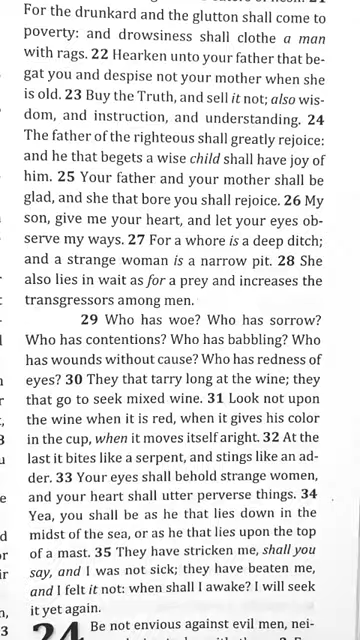 21
For the drunkard and the glutton shall come to
poverty: and drowsiness shall clothe a man
with rags. 22 Hearken unto your father that be-
gat you and despise not your mother when she
is old. 23 Buy the Truth, and sell it not; also wis-
dom, and instruction, and understanding. 24
The father of the righteous shall greatly rejoice:
and he that begets a wise child shall have joy of
him. 25 Your father and your mother shall be
glad, and she that bore you shall rejoice. 26 My
son, give me your heart, and let your eyes ob-
serve my ways. 27 For a whore is a deep ditch;
and a strange woman is a narrow pit. 28 She
also lies in wait as for a prey and increases the
transgressors among men.
29 Who has woe? Who has sorrow?
Who has contentions? Who has babbling? Who
has wounds without cause? Who has redness of
eyes? 30 They that tarry long at the wine; they
that go to seek mixed wine. 31 Look not upon
the wine when it is red, when it gives his color
in the cup, when it moves itself aright. 32 At the
last it bites like a serpent, and stings like an ad-
der. 33 Your eyes shall behold strange women,
and your heart shall utter perverse things. 34
Yea, you shall be as he that lies down in the
midst of the sea, or as he that lies upon the top
of a mast. 35 They have stricken me, shall you
say, and I was not sick; they have beaten me,
and I felt it not: when shall I awake? I will seek
it yet again.
24 Be not envious against evil men, nei-